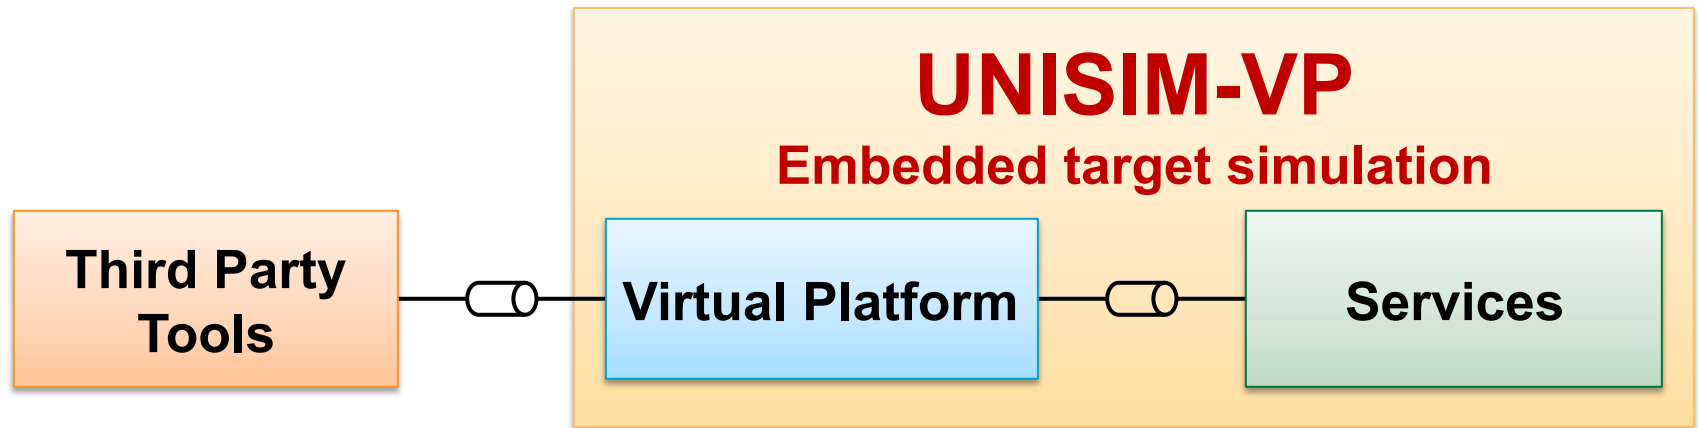 UNISIM-VP
Embedded target simulation
Third Party
Tools
Virtual Platform
Services